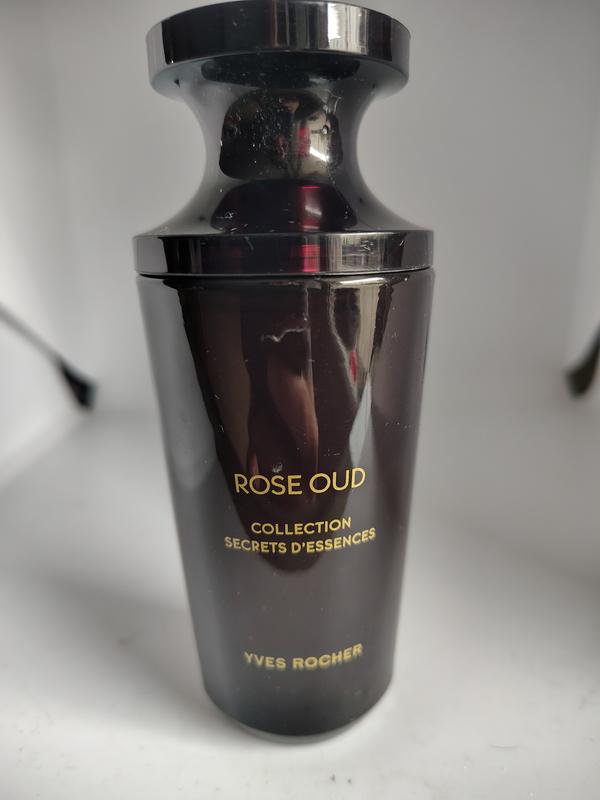 ROSE OUD
COLLECTION
SECRETS D'ESSENCES
YVES ROCHER